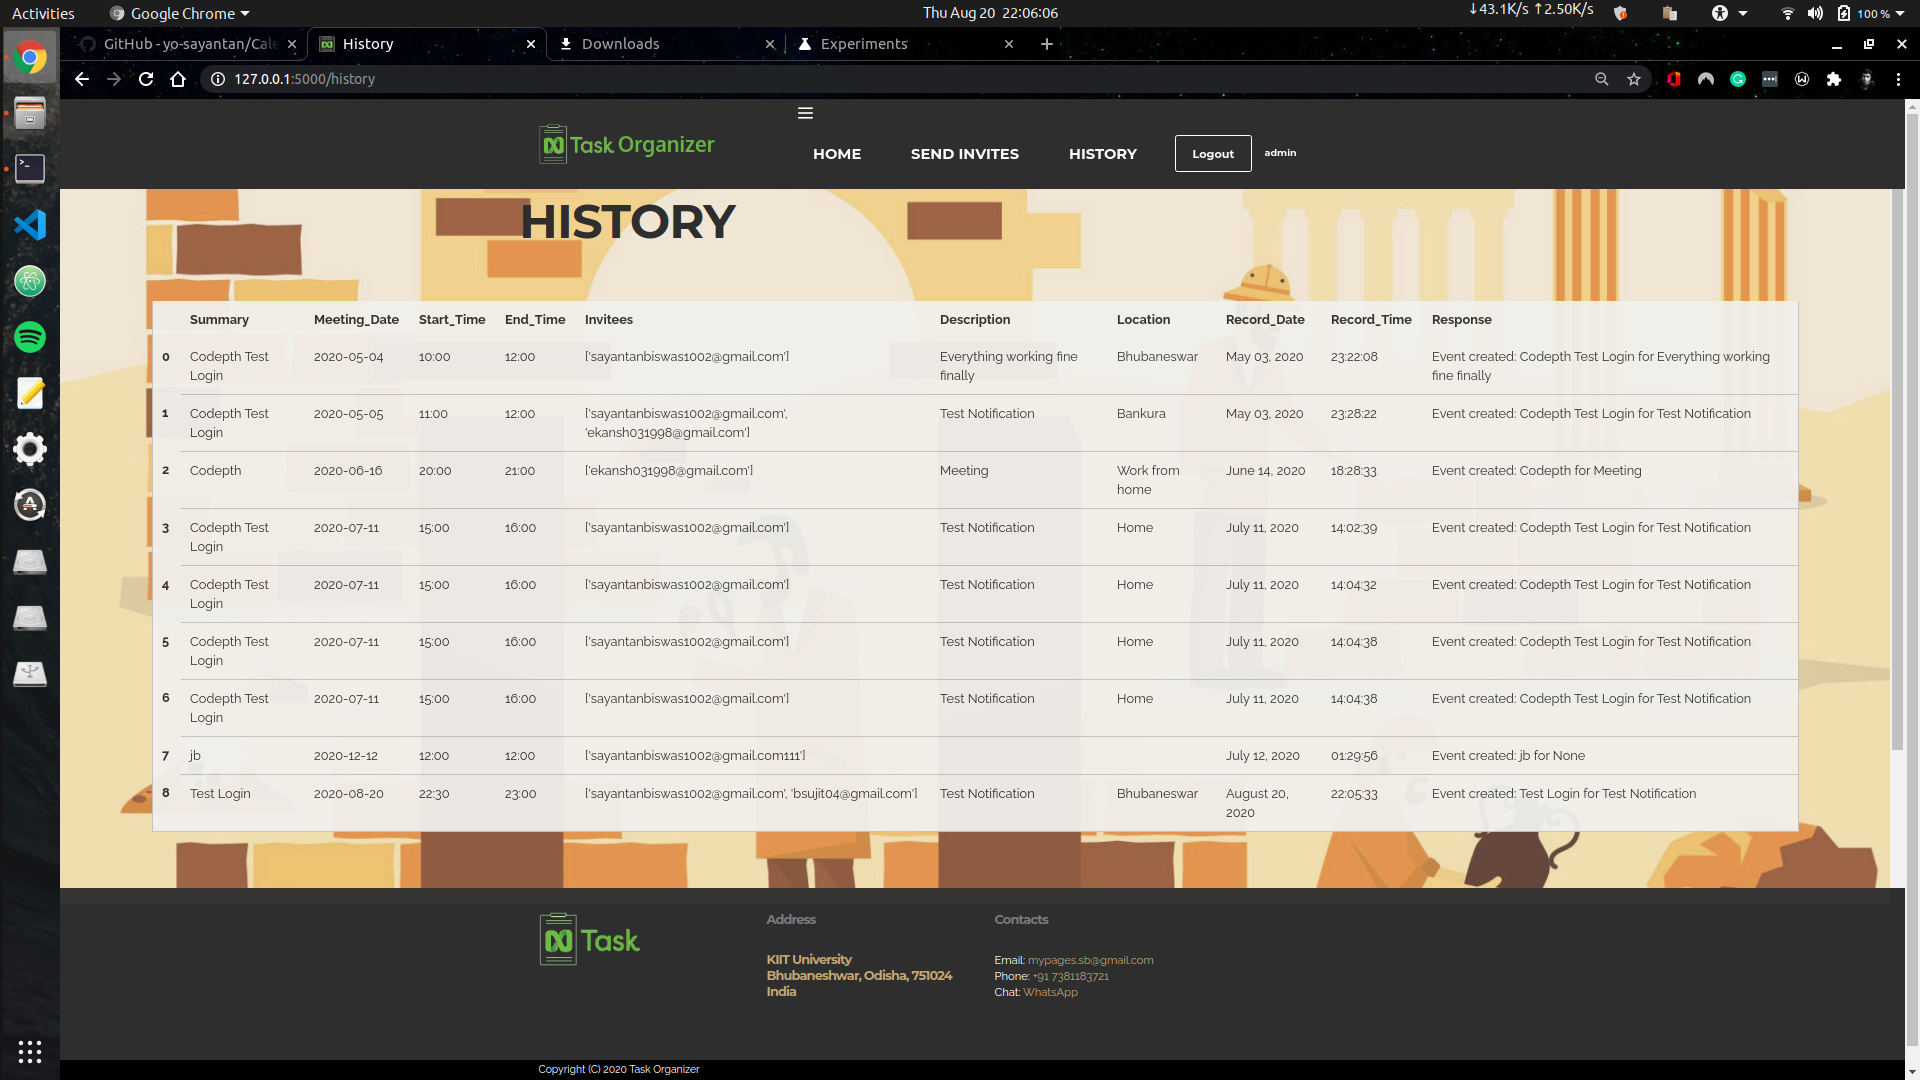 Activities Google Chrome Thu Aug 20 22:06:06 ↓43.1K/s ↑2.50K/s 100 %
GitHub - yo-sayantan/Cale History Downloads Experiments
127.0.0.1:5000/history
Task Organizer
HOME SEND INVITES HISTORY Logout admin
HISTORY
Summary Meeting_Date Start_Time End_Time Invitees Description Location Record_Date Record_Time Response
0 Codepth Test 2020-05-04 10:00 12:00 ['sayantanbiswas1002@gmail.com'] Everything working fine Bhubaneswar May 03, 2020 23:22:08 Event created: Codepth Test Login for Everything working
Login finally fine finally
1 Codepth Test 2020-05-05 11:00 12:00 ['sayantanbiswas1002@gmail.com', Test Notification Bankura May 03, 2020 23:28:22 Event created: Codepth Test Login for Test Notification
Login 'ekansh031998@gmail.com']
2 Codepth 2020-06-16 20:00 21:00 ['ekansh031998@gmail.com'] Meeting Work from June 14, 2020 18:28:33 Event created: Codepth for Meeting
home
3 Codepth Test 2020-07-11 15:00 16:00 ['sayantanbiswas1002@gmail.com'] Test Notification Home July 11, 2020 14:02:39 Event created: Codepth Test Login for Test Notification
Login
4 Codepth Test 2020-07-11 15:00 16:00 ['sayantanbiswas1002@gmail.com'] Test Notification Home July 11, 2020 14:04:32 Event created: Codepth Test Login for Test Notification
Login
5 Codepth Test 2020-07-11 15:00 16:00 ['sayantanbiswas1002@gmail.com'] Test Notification Home July 11, 2020 14:04:38 Event created: Codepth Test Login for Test Notification
Login
6 Codepth Test 2020-07-11 15:00 16:00 ['sayantanbiswas1002@gmail.com'] Test Notification Home July 11, 2020 14:04:38 Event created: Codepth Test Login for Test Notification
Login
7 jb 2020-12-12 12:00 12:00 ['sayantanbiswas1002@gmail.com111'] July 12, 2020 01:29:56 Event created: jb for None
8 Test Login 2020-08-20 22:30 23:00 ['sayantanbiswas1002@gmail.com', 'bsujit04@gmail.com'] Test Notification Bhubaneswar August 20, 22:05:33 Event created: Test Login for Test Notification
2020
Task
Address
KIIT University
Bhubaneshwar, Odisha, 751024
India
Contacts
Email: mypages.sb@gmail.com
Phone: +91 7381183721
Chat: WhatsApp
Copyright (C) 2020 Task Organizer